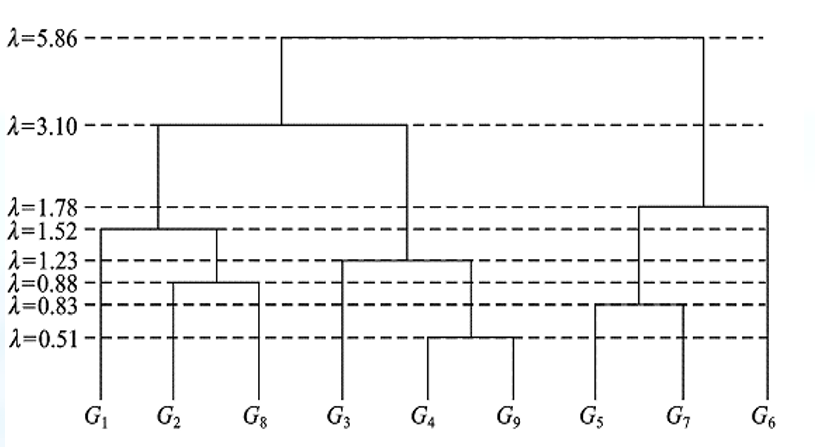 λ=5.86
λ=3.10
λ=1.78
λ=1.52
λ=1.23
λ=0.88
λ=0.83
λ=0.51
G₁ G₂ G₈ G₃ G₄ G₉ G₅ G₇ G₆